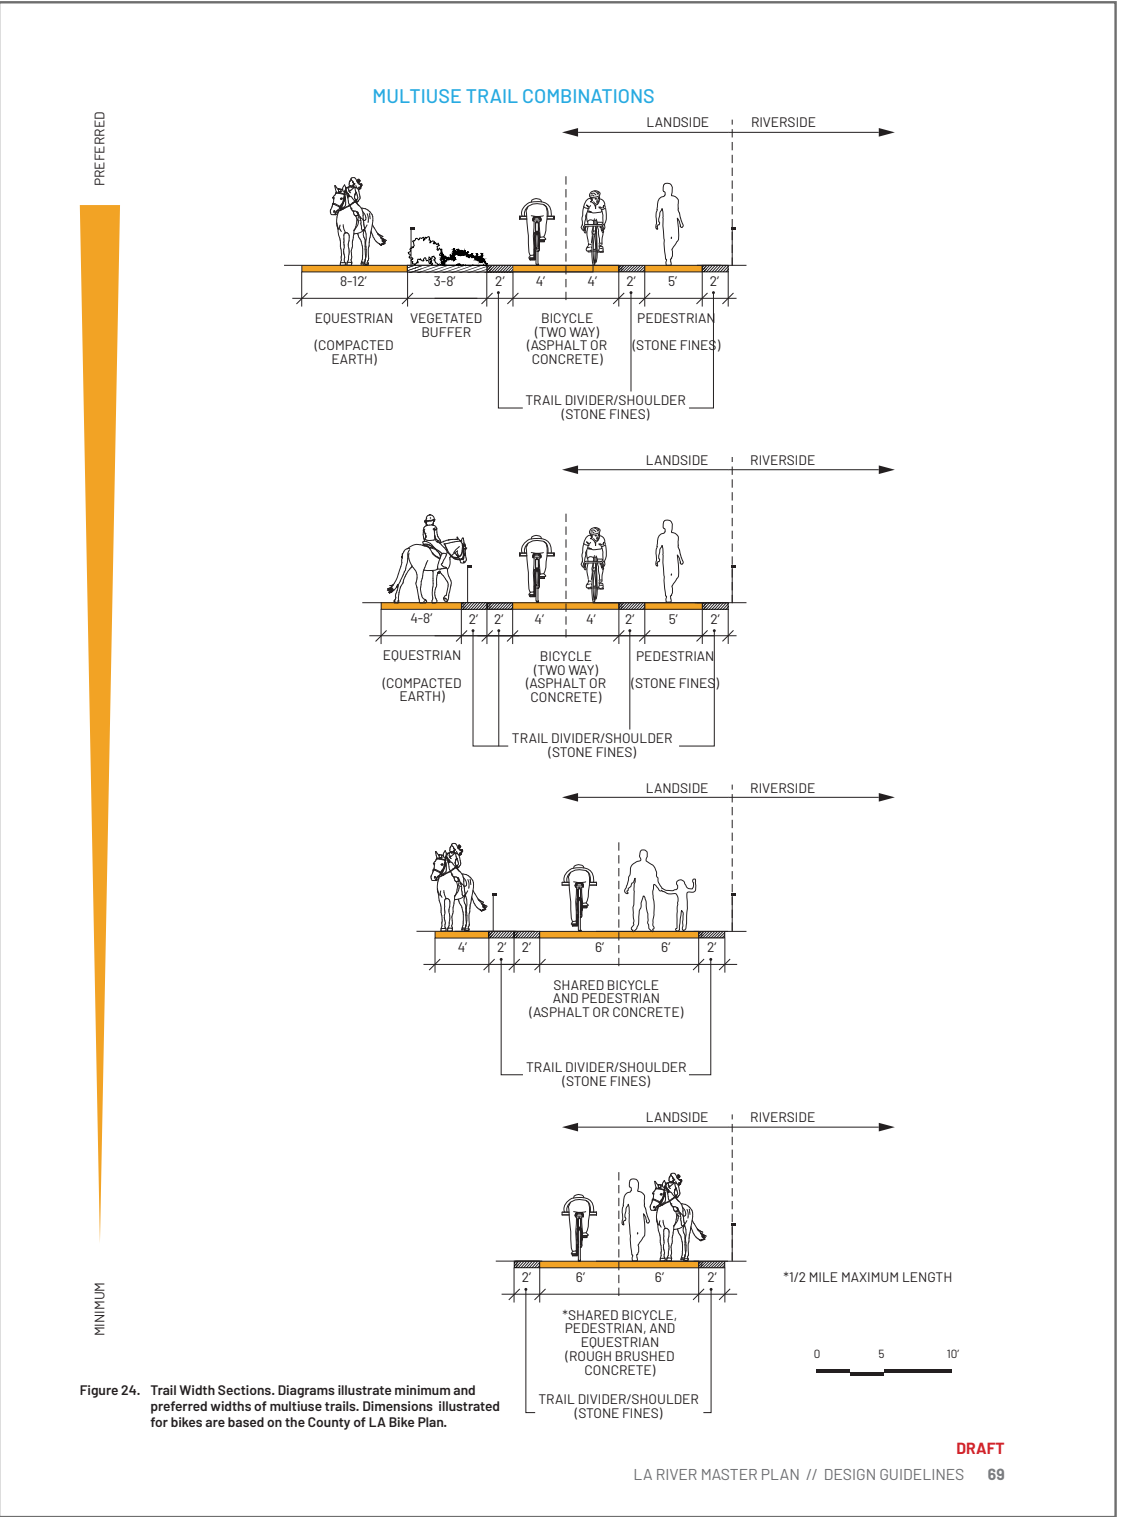 MULTIUSE TRAIL COMBINATIONS
PREFERRED
LANDSIDE RIVERSIDE
8-12' 3-8' 2' 4' 4' 2' 5' 2'
EQUESTRIAN VEGETATED BICYCLE PEDESTRIAN
BUFFER (TWO WAY)
(COMPACTED (ASPHALT OR (STONE FINES)
EARTH) CONCRETE)
TRAIL DIVIDER/SHOULDER
(STONE FINES)
LANDSIDE RIVERSIDE
4-8' 2' 2' 4' 4' 2' 5' 2'
EQUESTRIAN BICYCLE PEDESTRIAN
(TWO WAY)
(COMPACTED (ASPHALT OR (STONE FINES)
EARTH) CONCRETE)
TRAIL DIVIDER/SHOULDER
(STONE FINES)
LANDSIDE RIVERSIDE
4' 2' 2' 6' 6' 2'
SHARED BICYCLE
AND PEDESTRIAN
(ASPHALT OR CONCRETE)
TRAIL DIVIDER/SHOULDER
(STONE FINES)
LANDSIDE RIVERSIDE
2' 6' 6' 2'
*1/2 MILE MAXIMUM LENGTH
MINIMUM
*SHARED BICYCLE,
PEDESTRIAN, AND
EQUESTRIAN
(ROUGH BRUSHED
CONCRETE)
TRAIL DIVIDER/SHOULDER
(STONE FINES)
0 5 10'
Figure 24. Trail Width Sections. Diagrams illustrate minimum and
preferred widths of multiuse trails. Dimensions illustrated
for bikes are based on the County of LA Bike Plan.
DRAFT
LA RIVER MASTER PLAN // DESIGN GUIDELINES 69